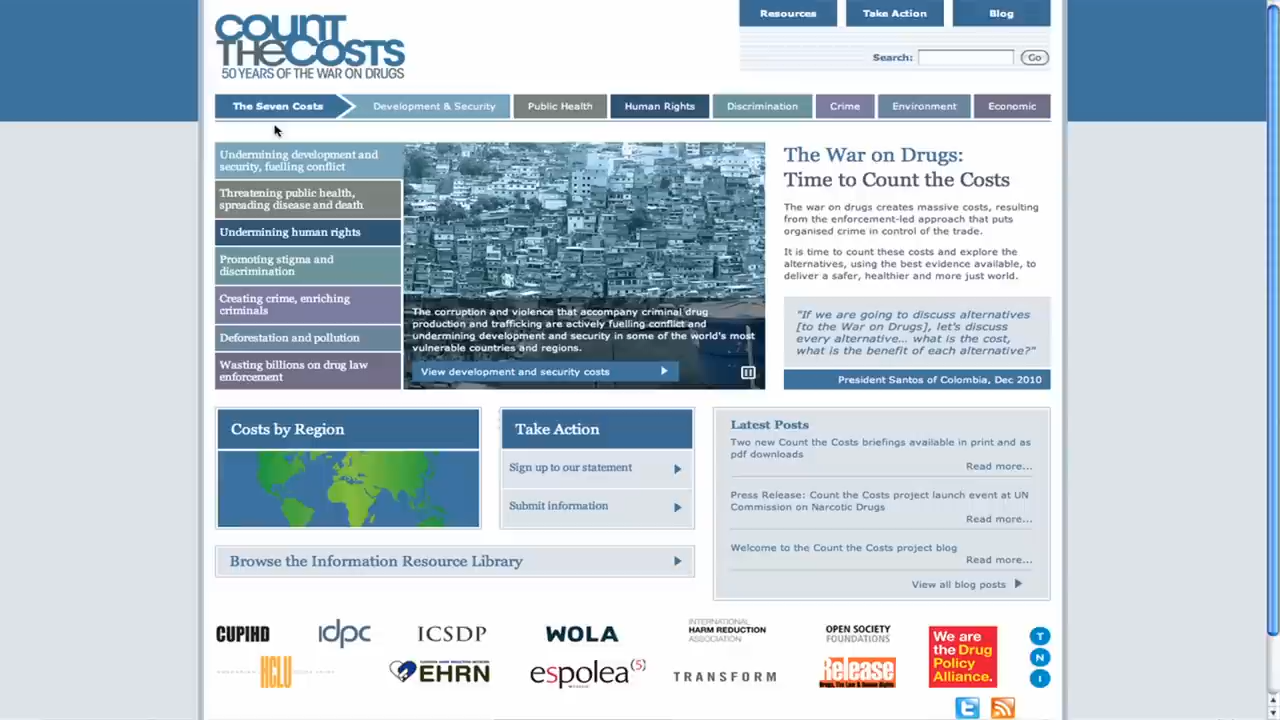 COUNT
THE COSTS
50 YEARS OF THE WAR ON DRUGS
Resources
Take Action
Blog
Search:
Go
The Seven Costs
Development & Security
Public Health
Human Rights
Discrimination
Crime
Environment
Economic
Undermining development and
security, fuelling conflict
Threatening public health,
spreading disease and death
Undermining human rights
Promoting stigma and
discrimination
Creating crime, enriching
criminals
Deforestation and pollution
Wasting billions on drug law
enforcement
The corruption and violence that accompany criminal drug
production and trafficking are actively fuelling conflict and
undermining development and security in some of the world's most
vulnerable countries and regions.
View development and security costs
The War on Drugs:
Time to Count the Costs
The war on drugs creates massive costs, resulting
from the enforcement-led approach that puts
organised crime in control of the trade.
It is time to count these costs and explore the
alternatives, using the best evidence available, to
deliver a safer, healthier and more just world.
"If we are going to discuss alternatives
[to the War on Drugs], let's discuss
every alternative... what is the cost,
what is the benefit of each alternative?"
President Santos of Colombia, Dec 2010
Costs by Region
Take Action
Sign up to our statement
Submit information
Browse the Information Resource Library
Latest Posts
Two new Count the Costs briefings available in print and as
pdf downloads
Read more...
Press Release: Count the Costs project launch event at UN
Commission on Narcotic Drugs
Read more...
Welcome to the Count the Costs project blog
Read more...
View all blog posts
CUPIHD
idpc
ICSDP
WOLA
INTERNATIONAL
HARM REDUCTION
ASSOCIATION
OPEN SOCIETY
FOUNDATIONS
We are
the Drug
Policy
Alliance.
T
N
I
HCLU
EHRN
espolea(5)
TRANSFORM
Release
Drugs, The Law & Human Rights